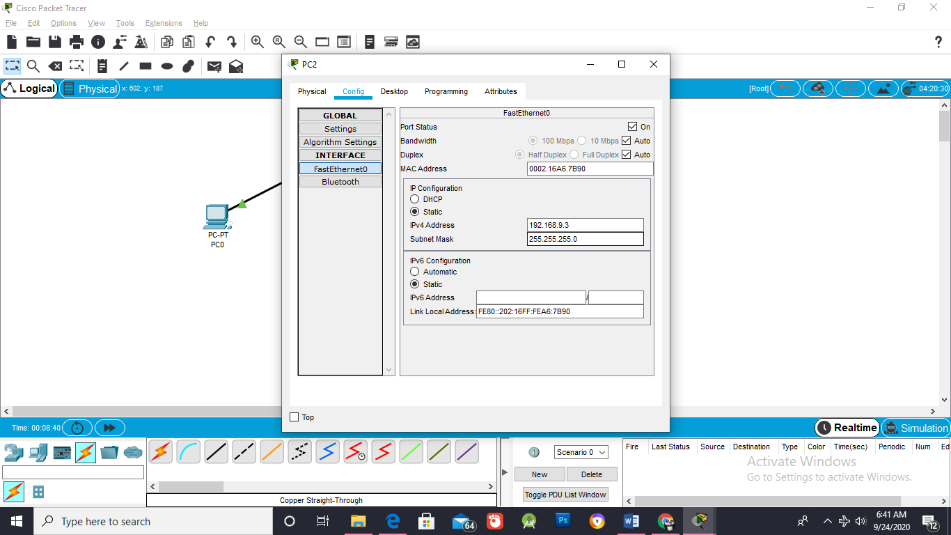 Cisco Packet Tracer
File Edit Options View Tools Extensions Help
?
Logical Physical x: 602, y: 187 [Root] 04:20:30
PC2
Physical Config Desktop Programming Attributes
GLOBAL
Settings
Algorithm Settings
INTERFACE
FastEthernet0
Bluetooth
FastEthernet0
Port Status On
Bandwidth 100 Mbps 10 Mbps Auto
Duplex Half Duplex Full Duplex Auto
MAC Address 0002.16A6.7B90
IP Configuration
DHCP
Static
IPv4 Address 192.168.9.3
Subnet Mask 255.255.255.0
IPv6 Configuration
Automatic
Static
IPv6 Address /
Link Local Address: FE80::202:16FF:FEA6:7B90
Top
PC-PT
PC0
Time: 00:08:40 Realtime Simulation
Scenario 0
New Delete
Toggle PDU List Window
Fire Last Status Source Destination Type Color Time(sec) Periodic Num Ed
Copper Straight-Through
Activate Windows
Go to Settings to activate Windows.
Type here to search
64
Ps
6:41 AM
9/24/2020
12